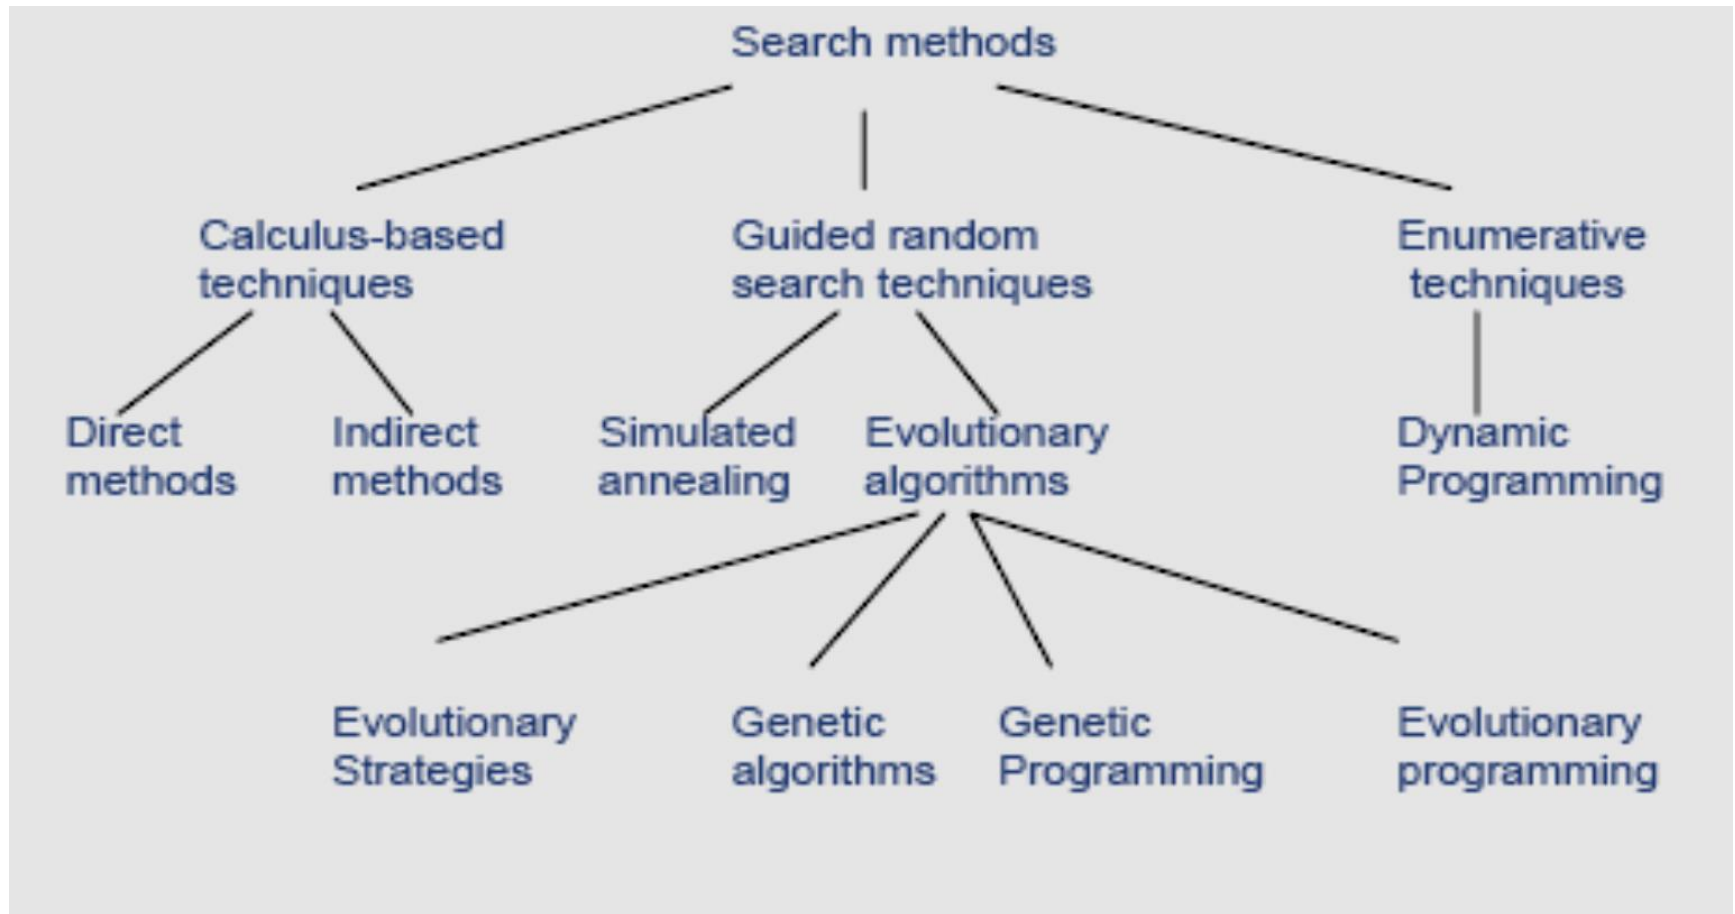 Search methods
Calculus-based
techniques
Guided random
search techniques
Enumerative
techniques
Direct
methods
Indirect
methods
Simulated
annealing
Evolutionary
algorithms
Dynamic
Programming
Evolutionary
Strategies
Genetic
algorithms
Genetic
Programming
Evolutionary
programming